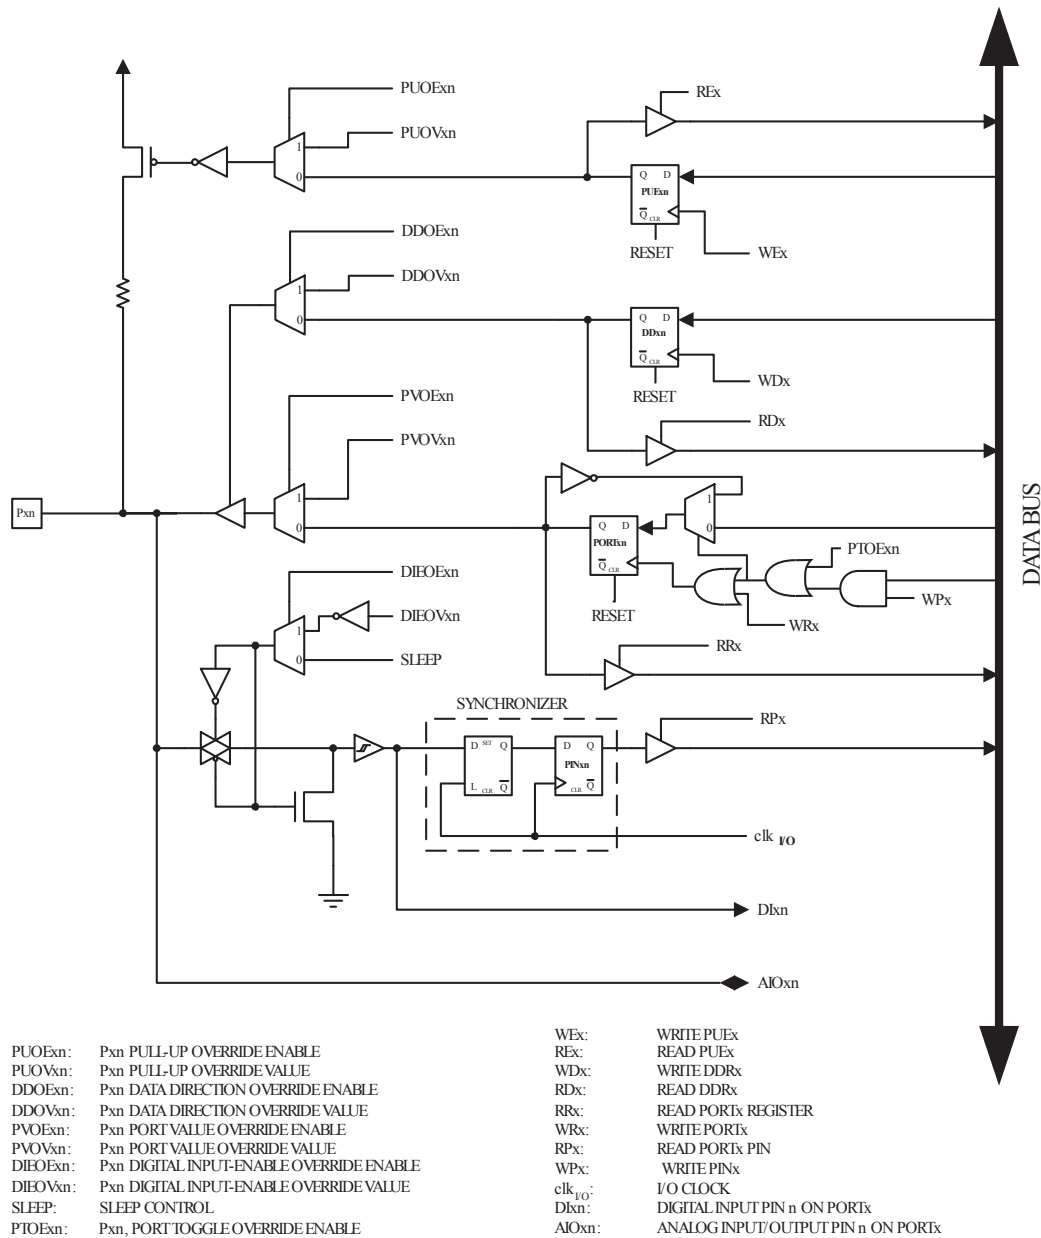 PUOExn
REx
PUOVxn
1
0
Q D
PUExn
Q CLR
RESET
WEx
DDOExn
DDOVxn
1
0
Q D
DDxn
Q CLR
RESET
WDx
PVOExn
RDx
PVOVxn
1
0
Pxn
1
0
Q D
PORTxn
Q CLR
RESET
PTOExn
WPx
WRx
DATA BUS
DIEOExn
DIEOVxn
1
0
SLEEP
RRx
SYNCHRONIZER
RPx
D SET Q
L CLR Q
D Q
PINxn
CLR Q
clk I/O
DIxn
AIOxn
PUOExn: Pxn PULL-UP OVERRIDE ENABLE
PUOVxn: Pxn PULL-UP OVERRIDE VALUE
DDOExn: Pxn DATA DIRECTION OVERRIDE ENABLE
DDOVxn: Pxn DATA DIRECTION OVERRIDE VALUE
PVOExn: Pxn PORT VALUE OVERRIDE ENABLE
PVOVxn: Pxn PORT VALUE OVERRIDE VALUE
DIEOExn: Pxn DIGITAL INPUT-ENABLE OVERRIDE ENABLE
DIEOVxn: Pxn DIGITAL INPUT-ENABLE OVERRIDE VALUE
SLEEP: SLEEP CONTROL
PTOExn: Pxn, PORT TOGGLE OVERRIDE ENABLE
WEx: WRITE PUEx
REx: READ PUEx
WDx: WRITE DDRx
RDx: READ DDRx
RRx: READ PORTx REGISTER
WRx: WRITE PORTx
RPx: READ PORTx PIN
WPx: WRITE PINx
clk I/O: I/O CLOCK
DIxn: DIGITAL INPUT PIN n ON PORTx
AIOxn: ANALOG INPUT/OUTPUT PIN n ON PORTx